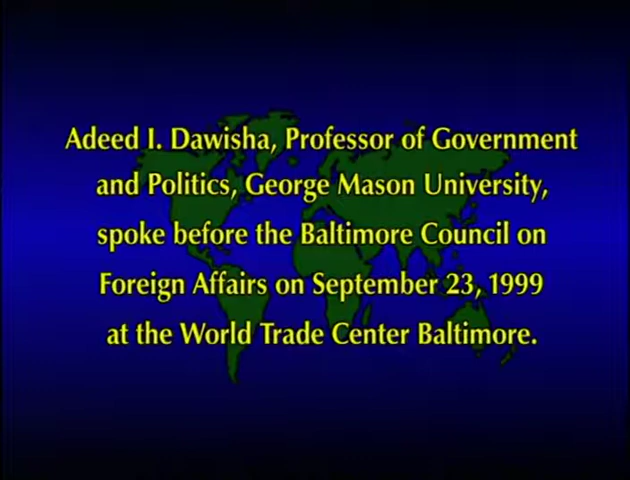 Adeed I. Dawisha, Professor of Government
and Politics, George Mason University,
spoke before the Baltimore Council on
Foreign Affairs on September 23, 1999
at the World Trade Center Baltimore.